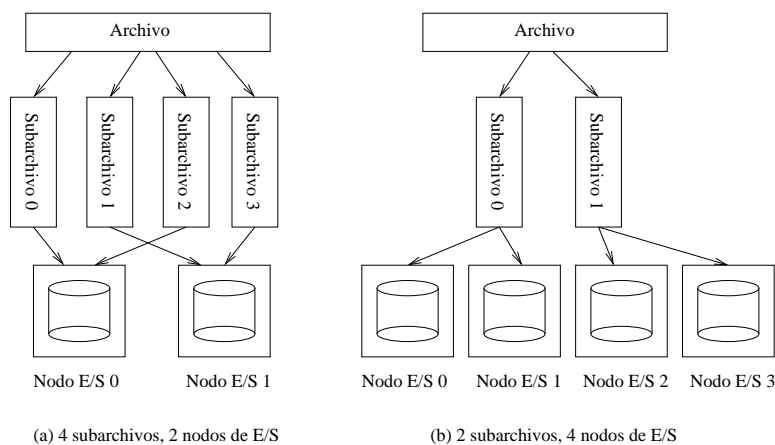 Archivo
Archivo
Subarchivo 0
Subarchivo 1
Subarchivo 2
Subarchivo 3
Subarchivo 0
Subarchivo 1
Nodo E/S 0
Nodo E/S 1
Nodo E/S 0
Nodo E/S 1
Nodo E/S 2
Nodo E/S 3
(a) 4 subarchivos, 2 nodos de E/S
(b) 2 subarchivos, 4 nodos de E/S